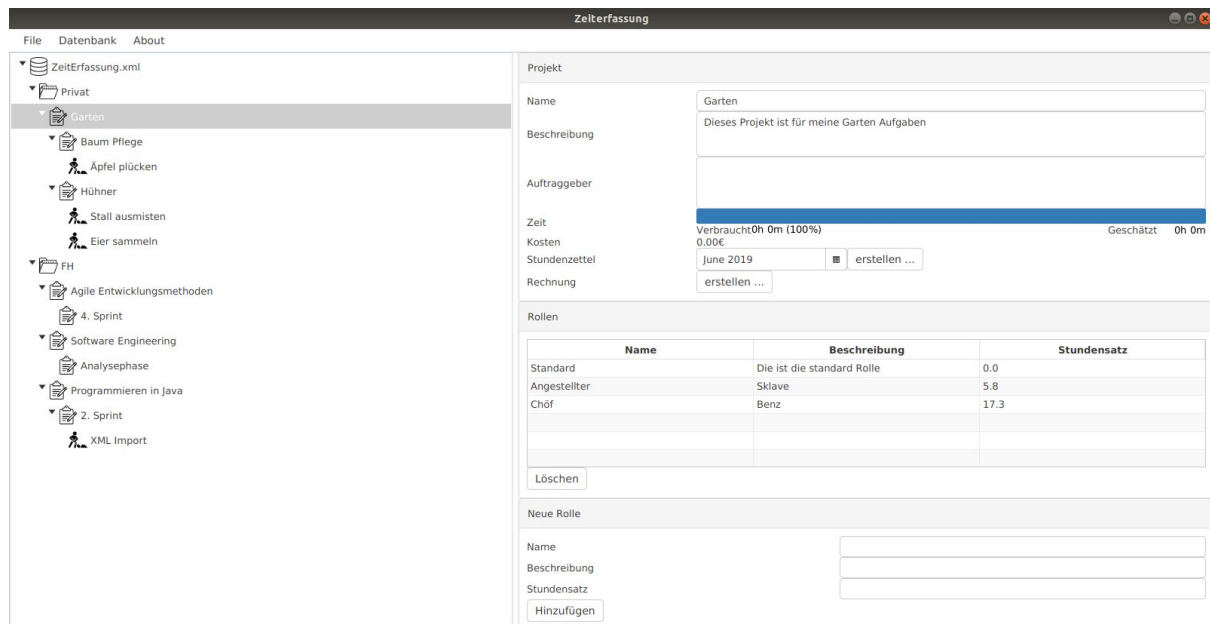 Zeiterfassung
File Datenbank About
ZeitErfassung.xml
Privat
Garten
Baum Pflege
Äpfel plücken
Hühner
Stall ausmisten
Eier sammeln
FH
Agile Entwicklungsmethoden
4. Sprint
Software Engineering
Analysephase
Programmieren in Java
2. Sprint
XML Import
Projekt
Name Garten
Beschreibung Dieses Projekt ist für meine Garten Aufgaben
Auftraggeber
Zeit
Verbraucht0h 0m (100%) Geschätzt 0h 0m
Kosten 0.00€
Stundenzettel June 2019 erstellen ...
Rechnung erstellen ...
Rollen
Name Beschreibung Stundensatz
Standard Die ist die standard Rolle 0.0
Angestellter Sklave 5.8
Chöf Benz 17.3
Löschen
Neue Rolle
Name
Beschreibung
Stundensatz
Hinzufügen